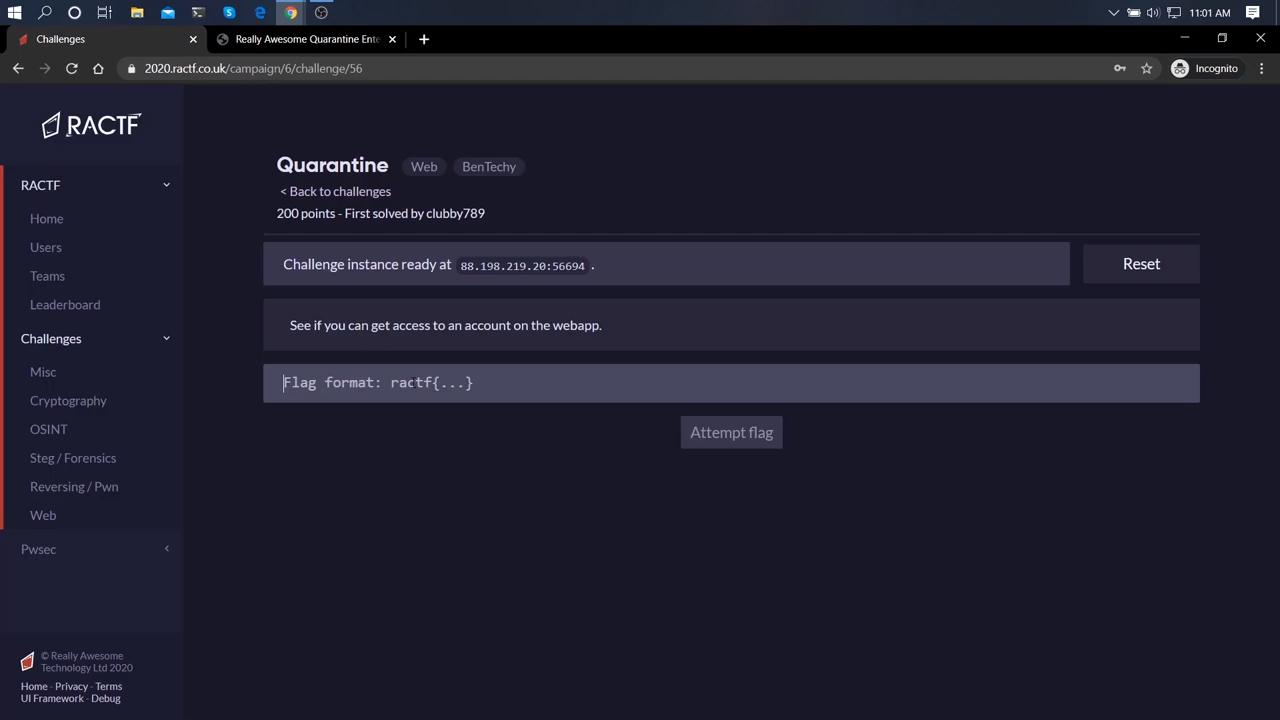 11:01 AM
Challenges
Really Awesome Quarantine Ente
2020.ractf.co.uk/campaign/6/challenge/56
Incognito
RACTF
RACTF
Home
Users
Teams
Leaderboard
Challenges
Misc
Cryptography
OSINT
Steg / Forensics
Reversing / Pwn
Web
Pwsec
© Really Awesome
Technology Ltd 2020
Home - Privacy - Terms
UI Framework - Debug
Quarantine Web BenTechy
< Back to challenges
200 points - First solved by clubby789
Challenge instance ready at 88.198.219.20:56694 .
Reset
See if you can get access to an account on the webapp.
Flag format: ractf{...}
Attempt flag